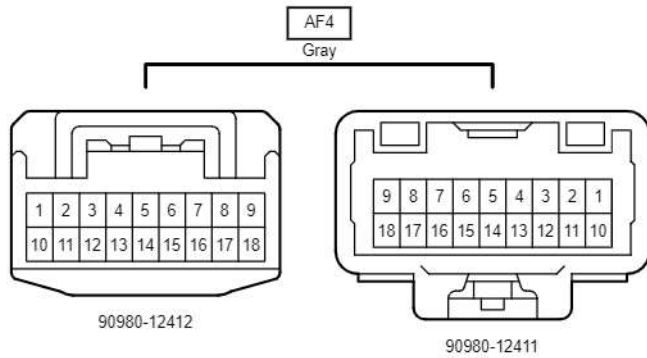 AF4
Gray
1 2 3 4 5 6 7 8 9
10 11 12 13 14 15 16 17 18
90980-12412
9 8 7 6 5 4 3 2 1
18 17 16 15 14 13 12 11 10
90980-12411